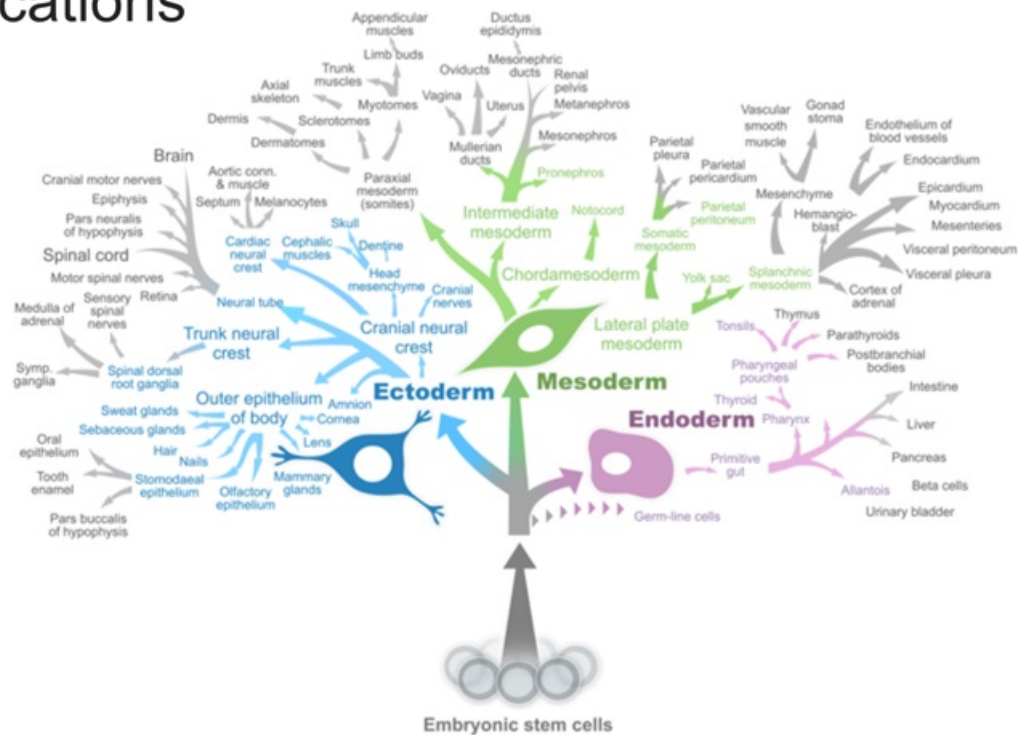 cations
Appendicular
muscles
Limb buds
Trunk
muscles
Axial
skeleton
Myotomes
Sclerotomes
Dermis
Dermatomes
Paraxial
mesoderm
(somites)
Ductus
epididymis
Mesonephric
ducts
Oviducts
Renal
pelvis
Vagina
Uterus
Metanephros
Mesonephros
Mullerian
ducts
Pronephros
Intermediate
mesoderm
Notocord
Chordamesoderm
Parietal
pleura
Parietal
pericardium
Parietal
peritoneum
Somatic
mesoderm
Yolk sac
Splanchnic
mesoderm
Lateral plate
mesoderm
Vascular
smooth
muscle
Gonad
stoma
Endothelium of
blood vessels
Endocardium
Mesenchyme
Hemangio-
blast
Epicardium
Myocardium
Mesenteries
Visceral peritoneum
Visceral pleura
Cortex of
adrenal
Brain
Cranial motor nerves
Epiphysis
Pars neuralis
of hypophysis
Spinal cord
Motor spinal nerves
Retina
Neural tube
Aortic conn.
& muscle
Septum
Melanocytes
Cardiac
neural
crest
Cephalic
muscles
Skull
Dentine
Head
mesenchyme
Cranial
nerves
Cranial neural
crest
Medulla of
adrenal
Sensory
spinal
nerves
Symp.
ganglia
Spinal dorsal
root ganglia
Trunk neural
crest
Outer epithelium
of body
Amnion
Cornea
Lens
Sweat glands
Sebaceous glands
Hair
Nails
Oral
epithelium
Tooth
enamel
Stomodaeal
epithelium
Pars buccalis
of hypophysis
Olfactory
epithelium
Mammary
glands
Ectoderm
Mesoderm
Endoderm
Tonsils
Thymus
Parathyroids
Postbranchial
bodies
Pharyngeal
pouches
Thyroid
Pharynx
Primitive
gut
Intestine
Liver
Pancreas
Beta cells
Allantois
Urinary bladder
Germ-line cells
Embryonic stem cells